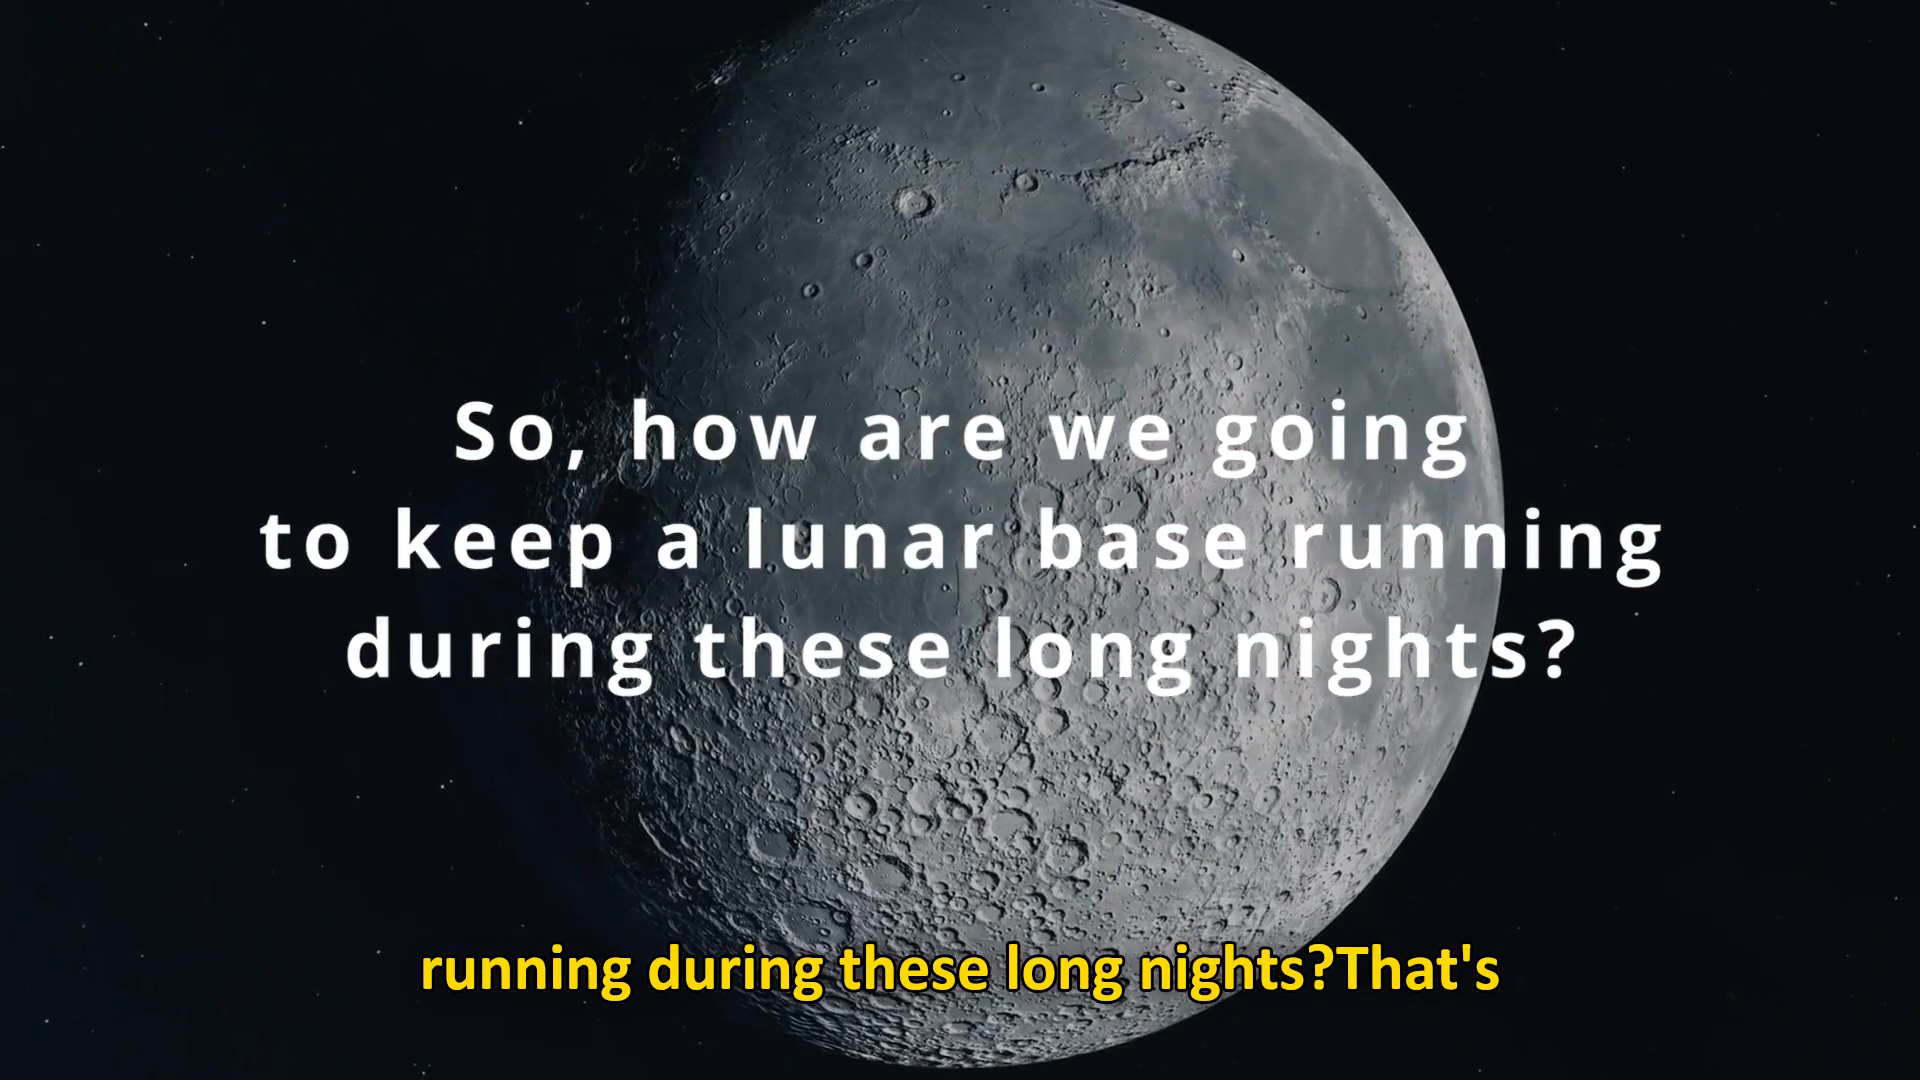 So, how are we going
to keep a lunar base running
during these long nights?
running during these long nights?That's